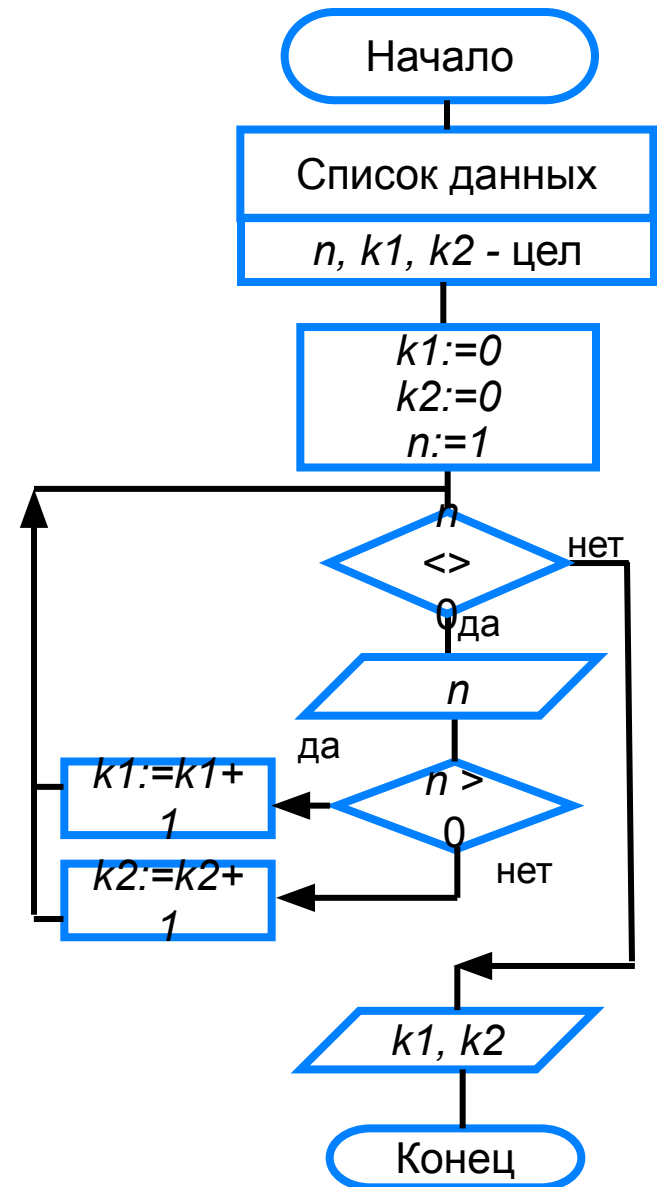 Начало
Список данных
n, k1, k2 - цел
k1:=0
k2:=0
n:=1
n
<>
0
нет
да
n
да
n >
0
k1:=k1+
1
нет
k2:=k2+
1
k1, k2
Конец